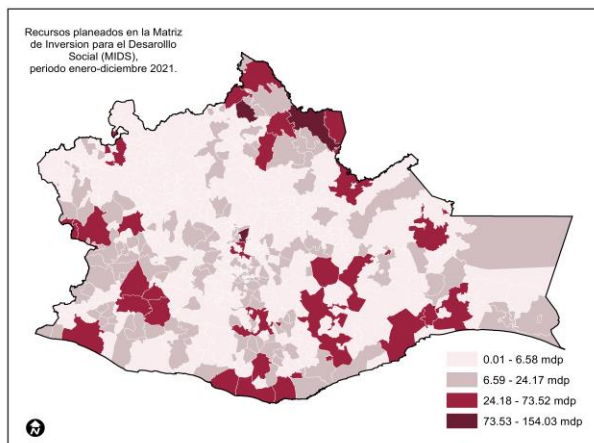 Recursos planeados en la Matriz
de Inversion para el Desarolllo
Social (MIDS),
periodo enero-diciembre 2021.
0.01 - 6.58 mdp
6.59 - 24.17 mdp
24.18 - 73.52 mdp
73.53 - 154.03 mdp